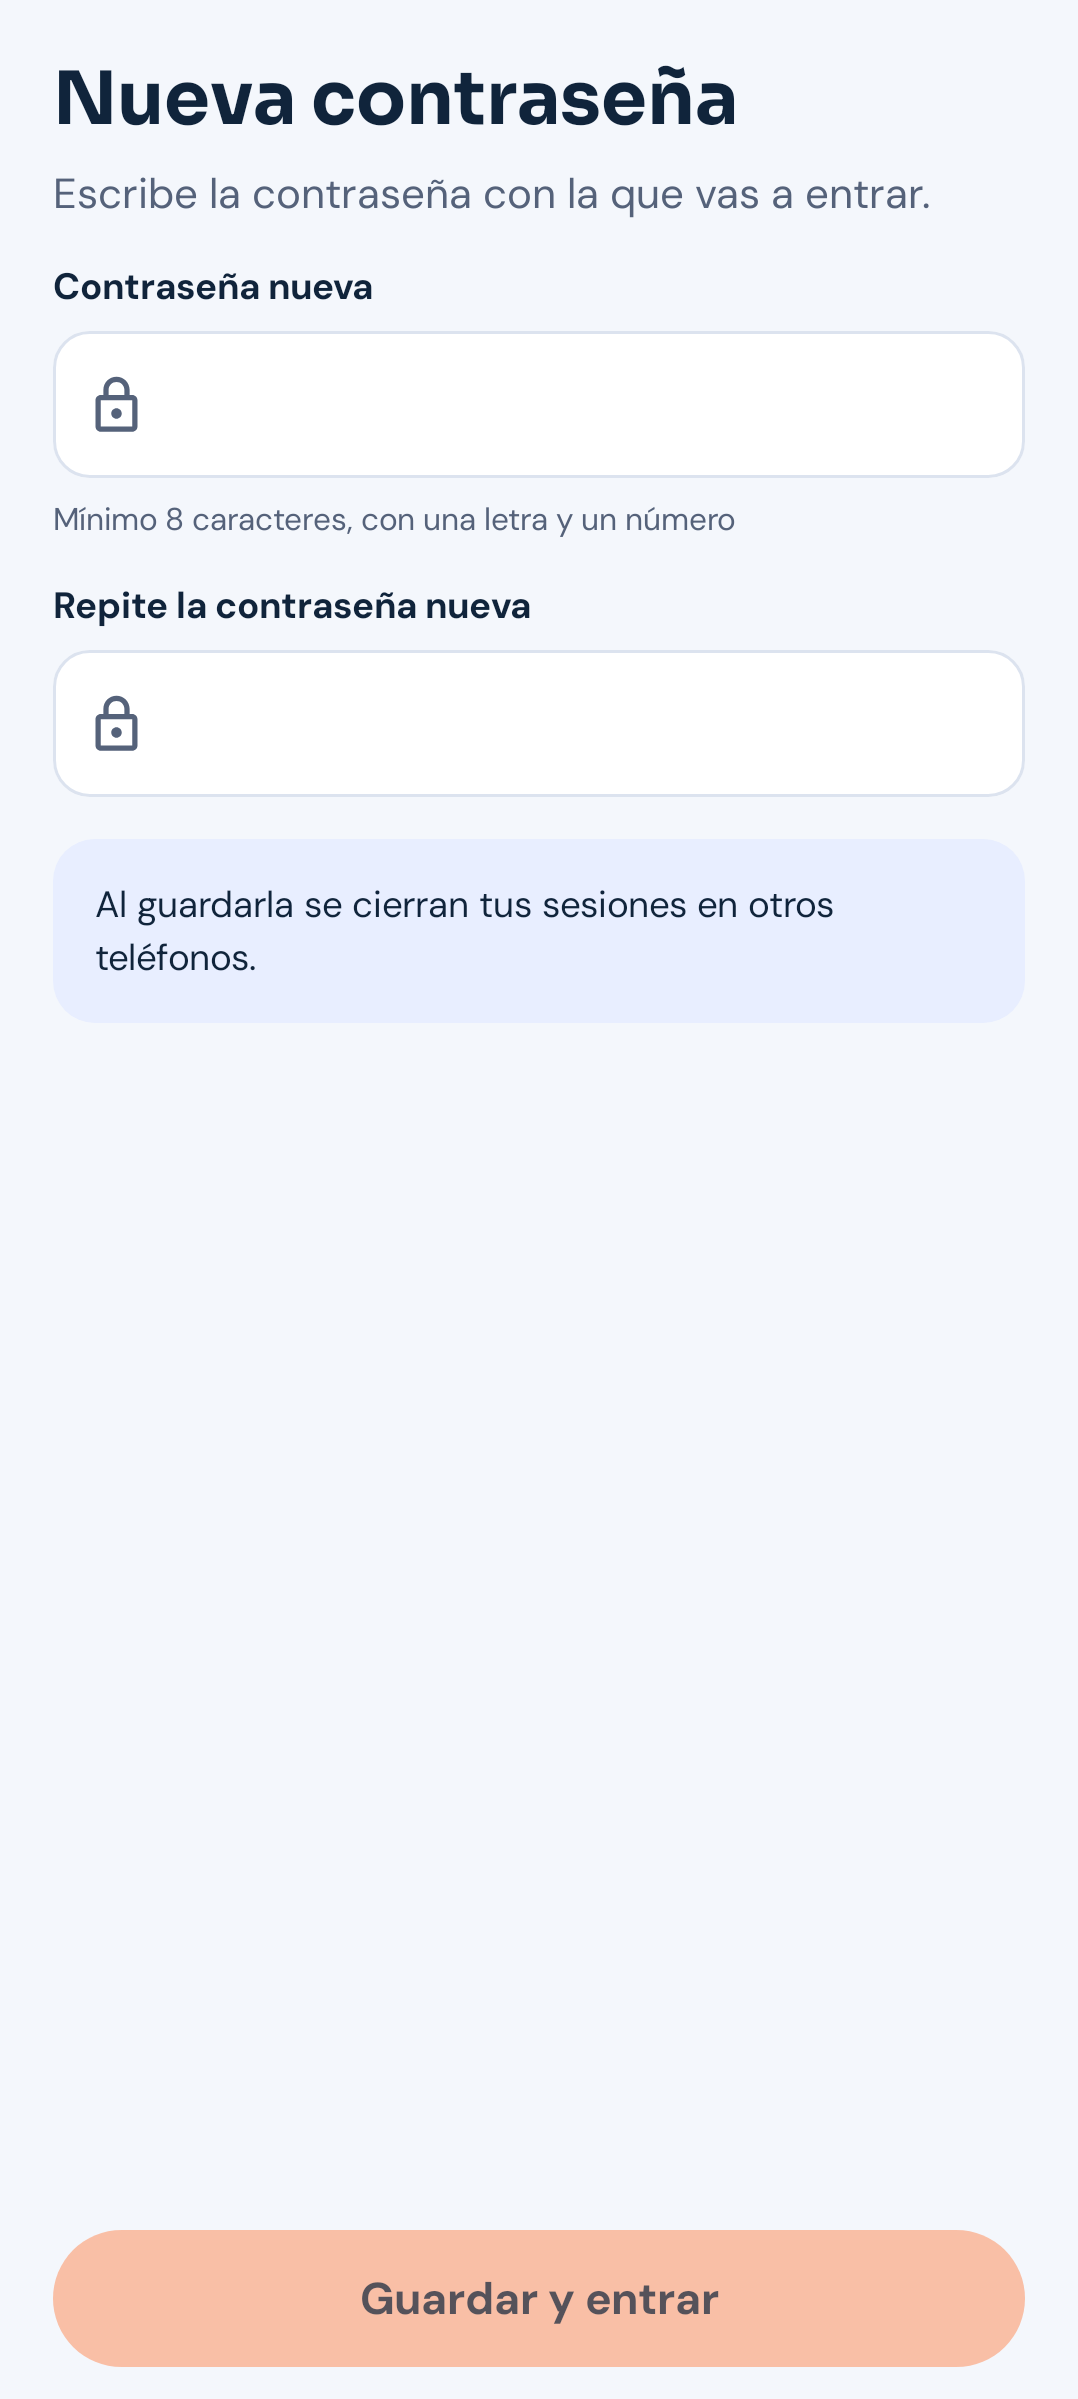 Nueva contraseña
Escribe la contraseña con la que vas a entrar.
Contraseña nueva
Mínimo 8 caracteres, con una letra y un número
Repite la contraseña nueva
Al guardarla se cierran tus sesiones en otros
teléfonos.
Guardar y entrar